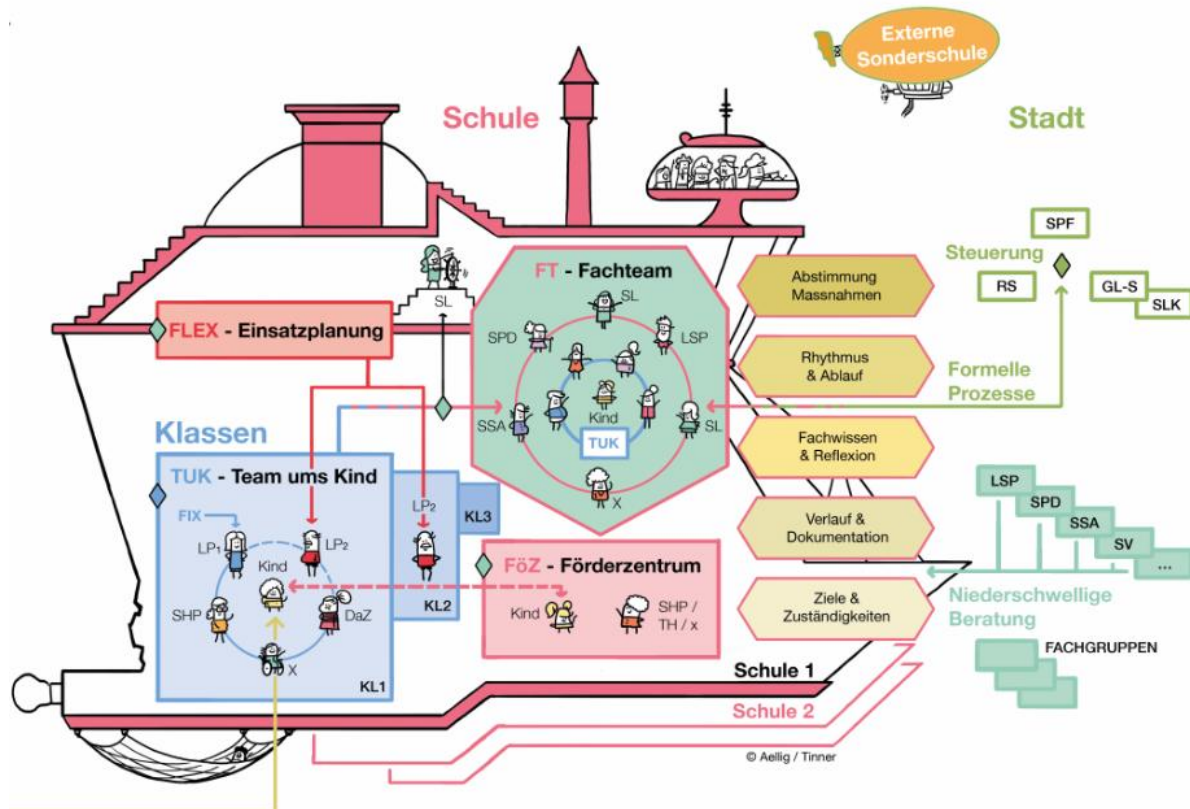 Externe
Sonderschule
Schule
Stadt
SPF
Steuerung
RS
GL-S
SLK
FT - Fachteam
SL
SPD
LSP
SSA
Kind
SL
TUK
X
SL
FLEX - Einsatzplanung
Abstimmung
Massnahmen
Rhythmus
& Ablauf
Formelle
Prozesse
Fachwissen
& Reflexion
Verlauf &
Dokumentation
Ziele &
Zuständigkeiten
Klassen
TUK - Team ums Kind
FIX
LP1
LP2
Kind
SHP
DaZ
X
KL1
LP2
KL2
KL3
FöZ - Förderzentrum
Kind
SHP /
TH / x
LSP
SPD
SSA
SV
...
Niederschwellige
Beratung
FACHGRUPPEN
Schule 1
Schule 2
© Aellig / Tinner